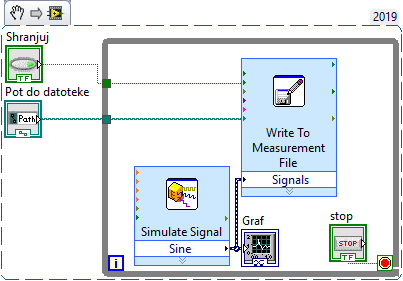 2019
Shranjuj
TF
Pot do datoteke
Path
Write To
Measurement
File
Signals
Simulate Signal
Sine
Graf
stop
STOP
TF
i